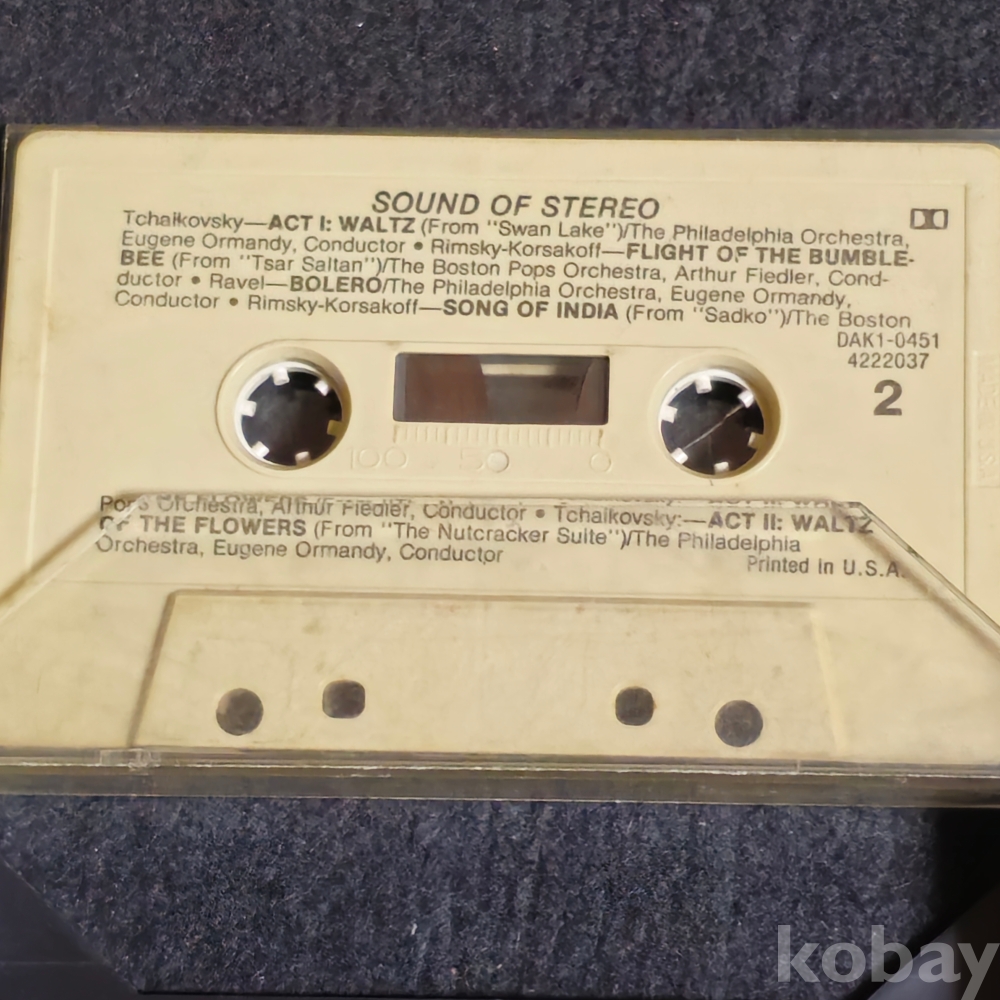 SOUND OF STEREO
Tchaikovsky—ACT I: WALTZ (From "Swan Lake")/The Philadelphia Orchestra,
Eugene Ormandy, Conductor • Rimsky-Korsakoff—FLIGHT OF THE BUMBLE-
BEE (From "Tsar Saltan")/The Boston Pops Orchestra, Arthur Fiedler, Cond-
ductor • Ravel—BOLERO/The Philadelphia Orchestra, Eugene Ormandy,
Conductor • Rimsky-Korsakoff—SONG OF INDIA (From "Sadko")/The Boston
DAK1-0451
4222037
2
100 50 0
Pops Orchestra, Arthur Fiedler, Conductor • Tchaikovsky:—ACT II: WALTZ
OF THE FLOWERS (From "The Nutcracker Suite")/The Philadelphia
Orchestra, Eugene Ormandy, Conductor
Printed in U.S.A.
kobay